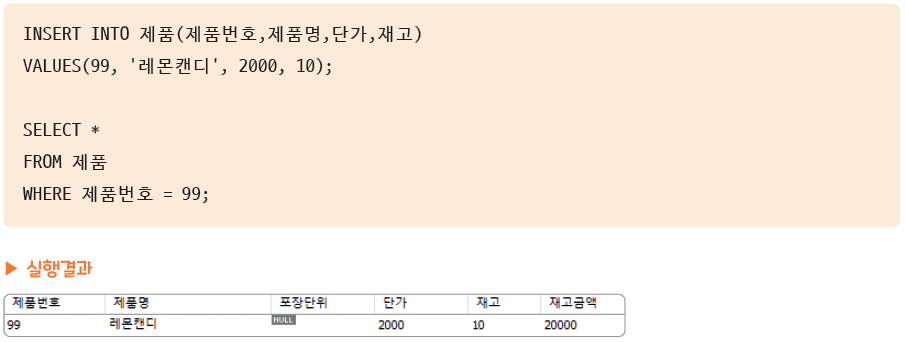 INSERT INTO 제품(제품번호,제품명,단가,재고)
VALUES(99, '레몬캔디', 2000, 10);
SELECT *
FROM 제품
WHERE 제품번호 = 99;
▶ 실행결과
제품번호 제품명 포장단위 단가 재고 재고금액
99 레몬캔디 NULL 2000 10 20000